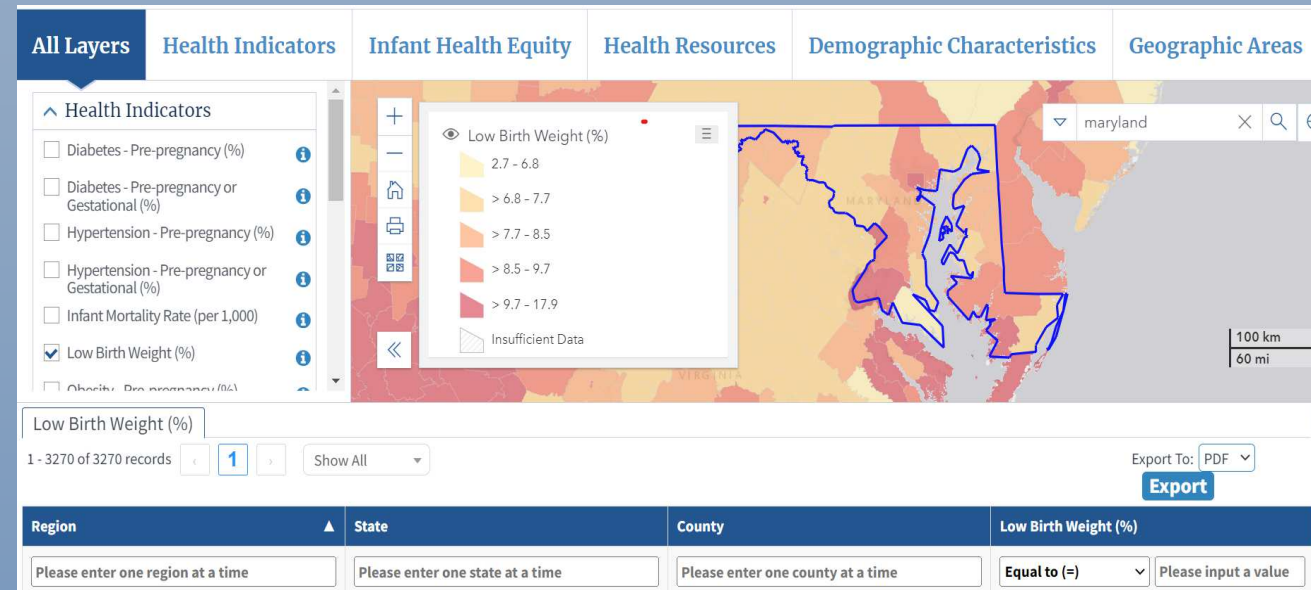 All Layers
Health Indicators
Infant Health Equity
Health Resources
Demographic Characteristics
Geographic Areas
Health Indicators
Diabetes - Pre-pregnancy (%)
Diabetes - Pre-pregnancy or
Gestational (%)
Hypertension - Pre-pregnancy (%)
Hypertension - Pre-pregnancy or
Gestational (%)
Infant Mortality Rate (per 1,000)
Low Birth Weight (%)
Obesity - Pre-pregnancy (%)
Low Birth Weight (%)
2.7 - 6.8
> 6.8 - 7.7
> 7.7 - 8.5
> 8.5 - 9.7
> 9.7 - 17.9
Insufficient Data
maryland
MARYLAND
VIRGINIA
100 km
60 mi
Low Birth Weight (%)
1 - 3270 of 3270 records
1
Show All
Export To: PDF
Export
Region
State
County
Low Birth Weight (%)
Please enter one region at a time
Please enter one state at a time
Please enter one county at a time
Equal to (=)
Please input a value